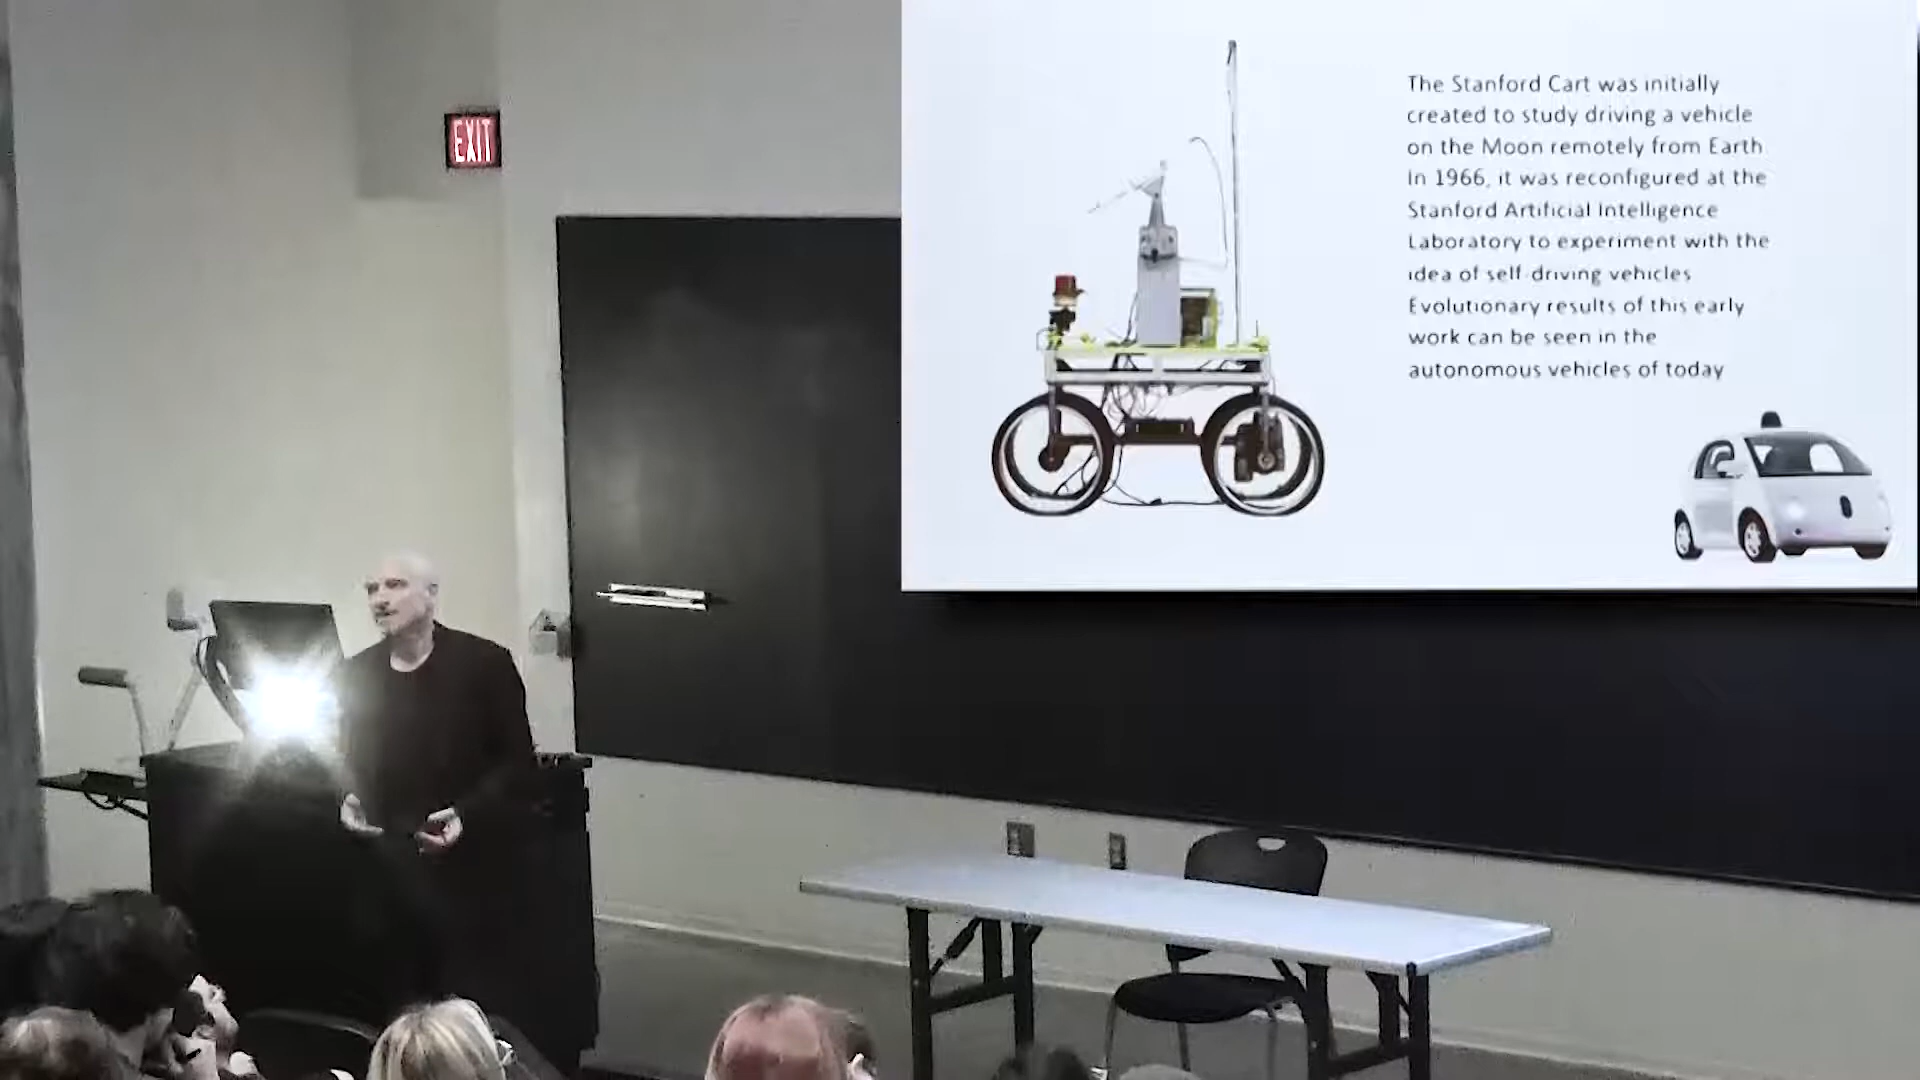 EXIT
The Stanford Cart was initially
created to study driving a vehicle
on the Moon remotely from Earth
In 1966, it was reconfigured at the
Stanford Artificial Intelligence
Laboratory to experiment with the
idea of self-driving vehicles
Evolutionary results of this early
work can be seen in the
autonomous vehicles of today